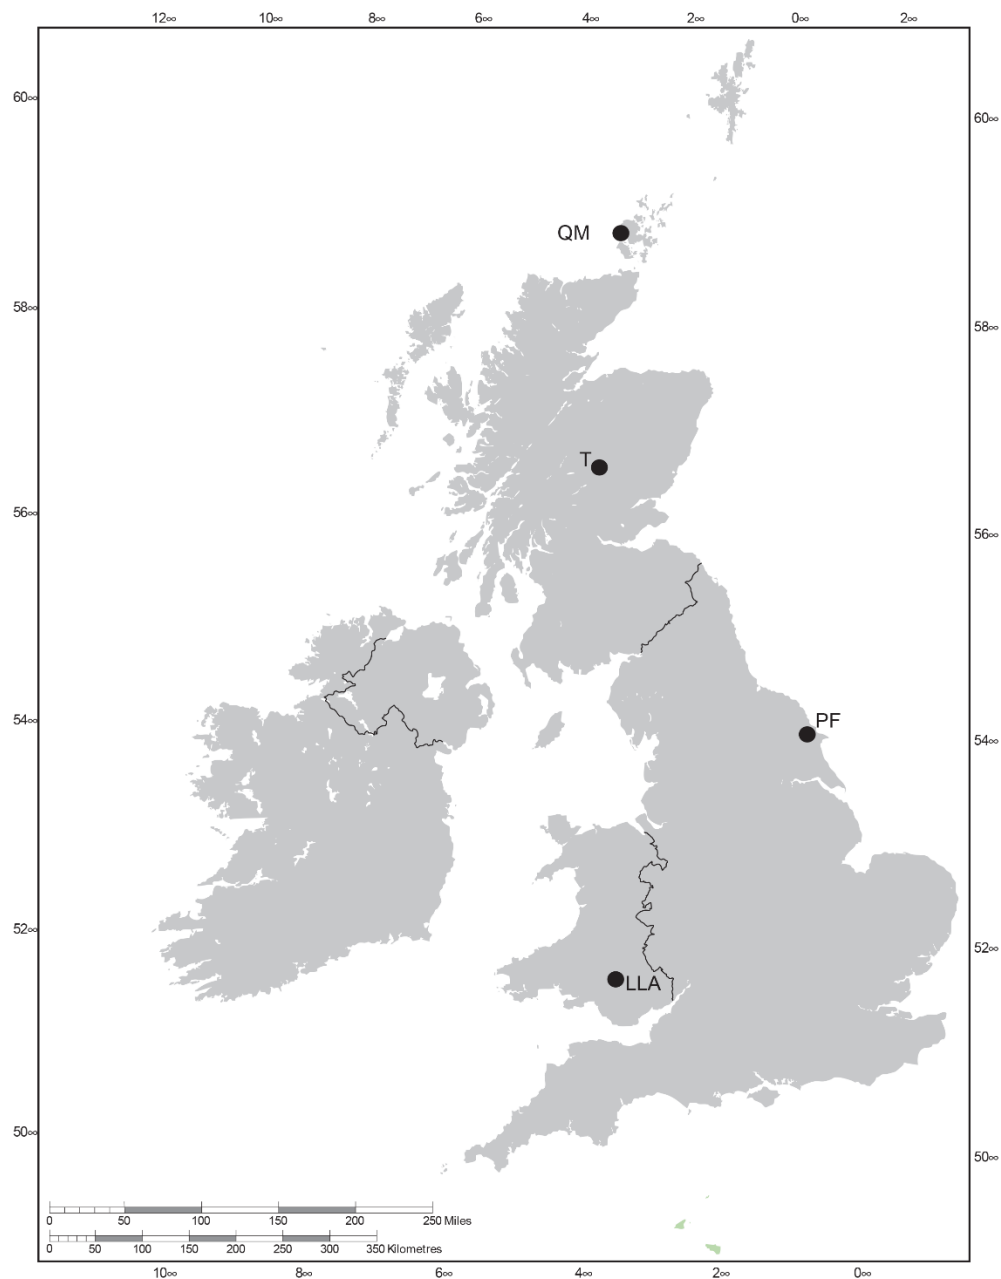 12∞ 10∞ 8∞ 6∞ 4∞ 2∞ 0∞ 2∞
60∞
60∞
QM
58∞
58∞
T
56∞
56∞
PF
54∞
54∞
52∞
52∞
LLA
50∞
50∞
0 50 100 150 200 250 Miles
0 50 100 150 200 250 300 350 Kilometres
10∞ 8∞ 6∞ 4∞ 2∞ 0∞